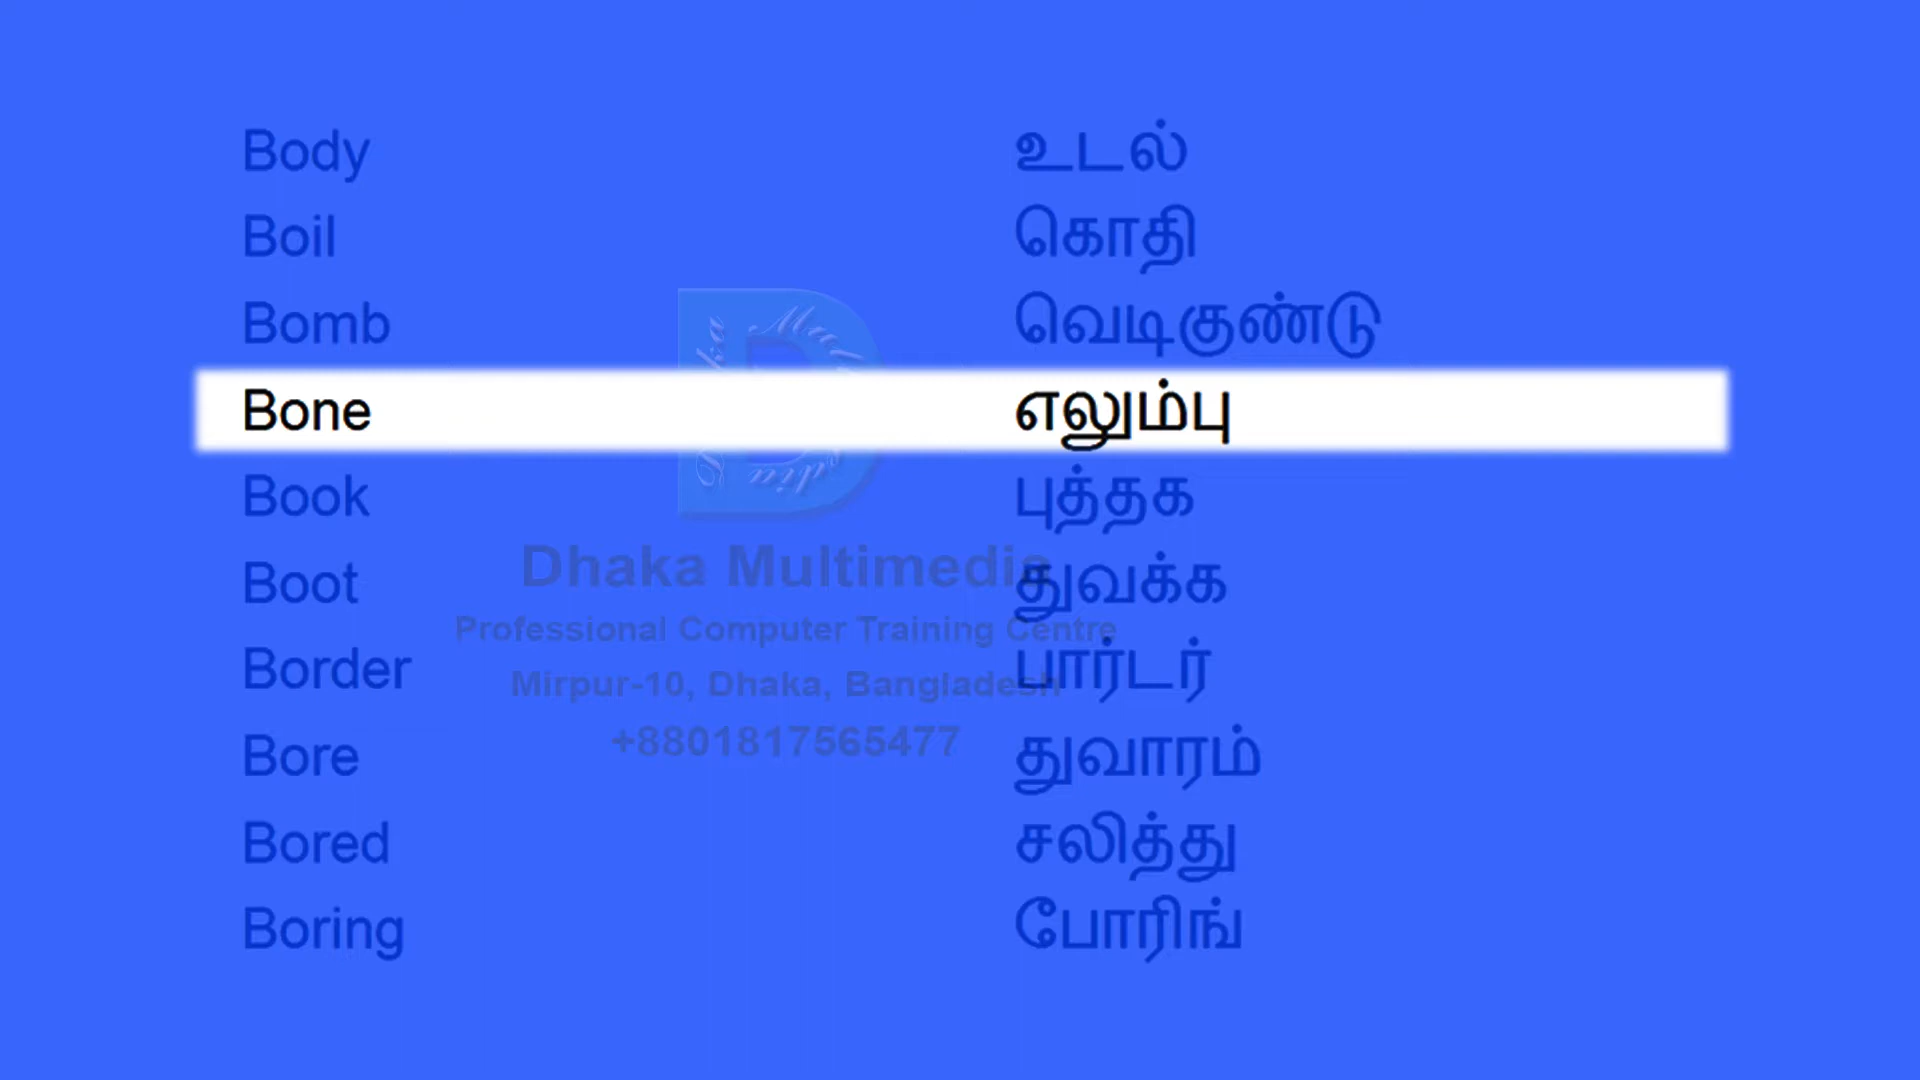 Body உடல்
Boil கொதி
Bomb வெடிகுண்டு
Bone எலும்பு
Book புத்தக
Boot துவக்க
Border பார்டர்
Bore துவாரம்
Bored சலித்து
Boring போரிங்
Dhaka Multimedia
Professional Computer Training Centre
Mirpur-10, Dhaka, Bangladesh
+8801817565477